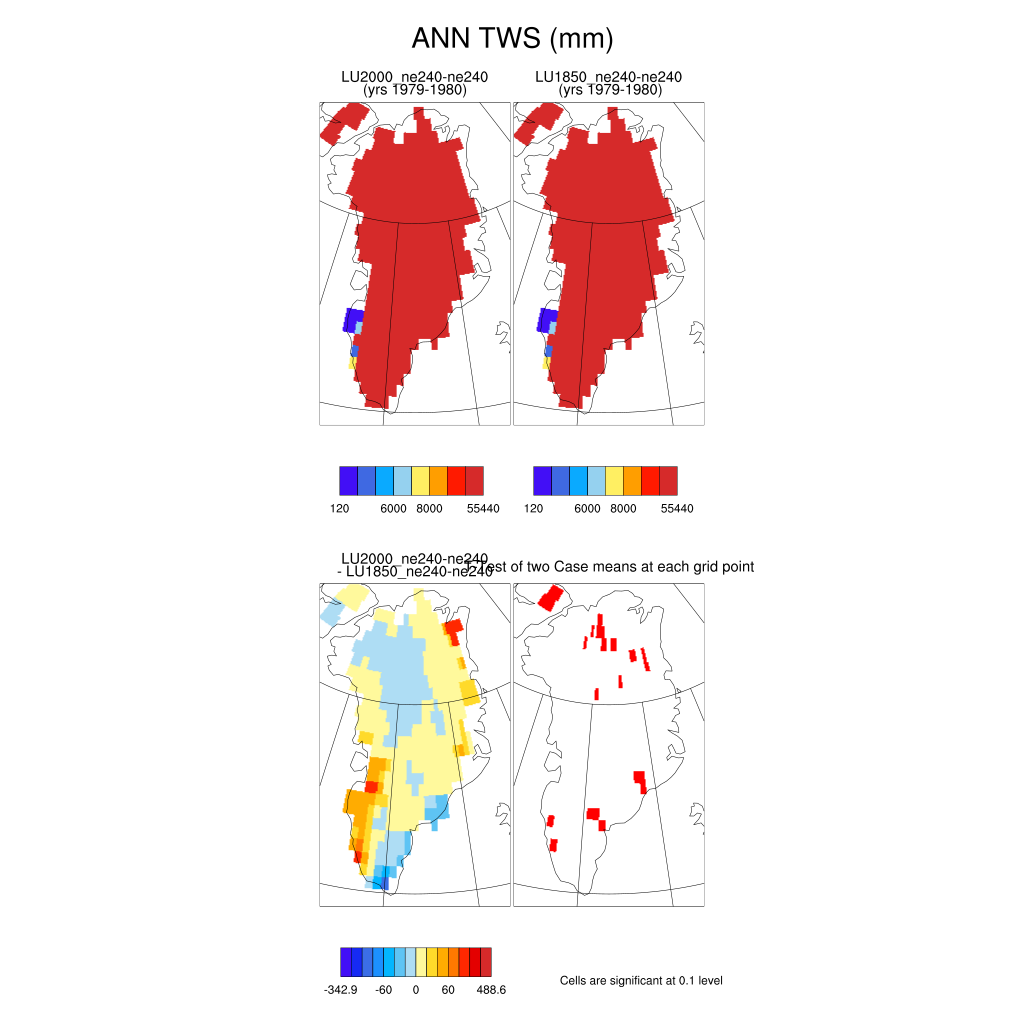 ANN TWS (mm)
LU2000_ne240-ne240
(yrs 1979-1980)
LU1850_ne240-ne240
(yrs 1979-1980)
120 6000 8000 55440
120 6000 8000 55440
LU2000_ne240-ne240
- LU1850_ne240-ne240
T-Test of two Case means at each grid point
-342.9 -60 0 60 488.6
Cells are significant at 0.1 level